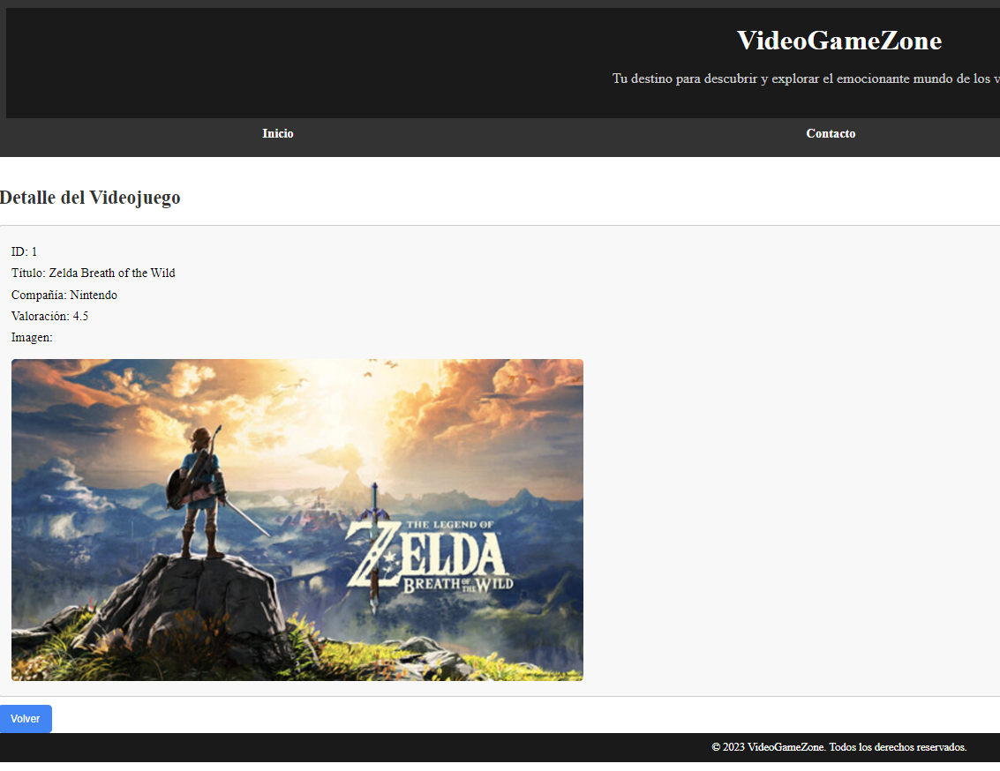 VideoGameZone
Tu destino para descubrir y explorar el emocionante mundo de los v
Inicio
Contacto
Detalle del Videojuego
ID: 1
Título: Zelda Breath of the Wild
Compañía: Nintendo
Valoración: 4.5
Imagen:
THE LEGEND OF
ZELDA
BREATH OF THE WILD
Volver
© 2023 VideoGameZone. Todos los derechos reservados.